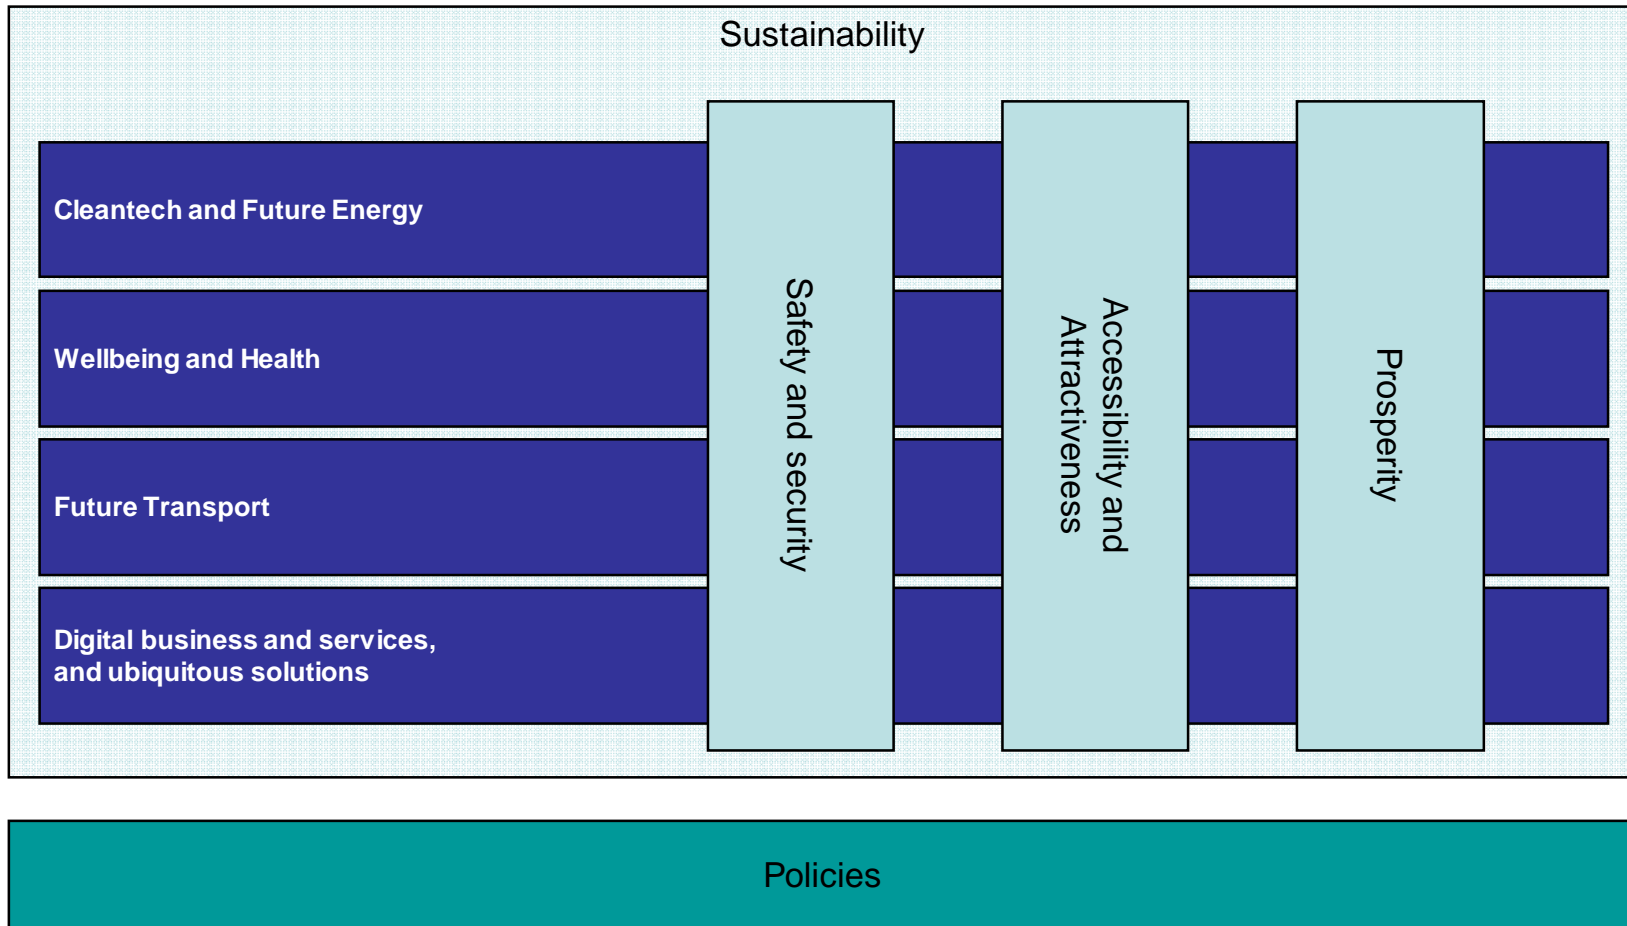 Sustainability
Cleantech and Future Energy
Wellbeing and Health
Future Transport
Digital business and services,
and ubiquitous solutions
Safety and security
Accessibility and
Attractiveness
Prosperity
Policies